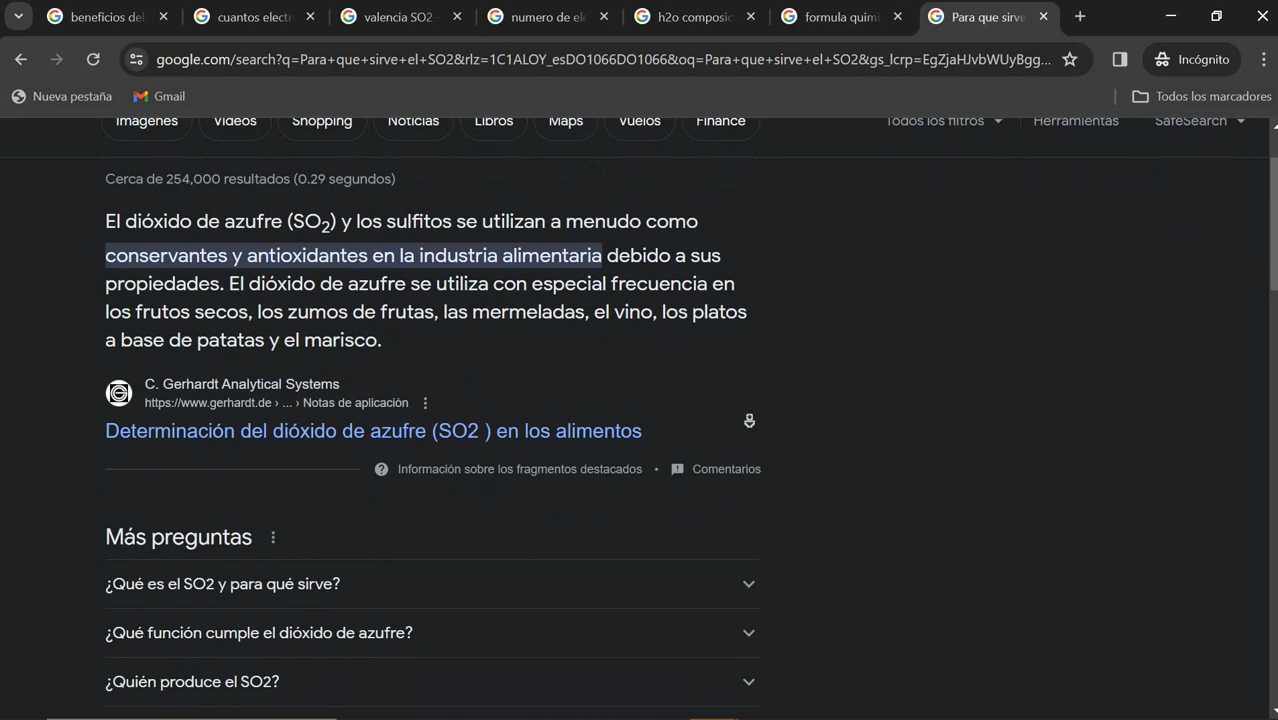 beneficios del
cuantos electr
valencia SO2 -
numero de ele
h2o composic
formula quimi
Para que sirve
google.com/search?q=Para+que+sirve+el+SO2&rlz=1C1ALOY_esDO1066DO1066&oq=Para+que+sirve+el+SO2&gs_lcrp=EgZjaHJvbWUyBgg...
Incógnito
Nueva pestaña
Gmail
Todos los marcadores
Imágenes
Videos
Shopping
Noticias
Libros
Maps
Vuelos
Finance
Todos los filtros
Herramientas
SafeSearch
Cerca de 254,000 resultados (0.29 segundos)
El dióxido de azufre (SO₂) y los sulfitos se utilizan a menudo como
conservantes y antioxidantes en la industria alimentaria debido a sus
propiedades. El dióxido de azufre se utiliza con especial frecuencia en
los frutos secos, los zumos de frutas, las mermeladas, el vino, los platos
a base de patatas y el marisco.
C. Gerhardt Analytical Systems
https://www.gerhardt.de › ... › Notas de aplicación
Determinación del dióxido de azufre (SO2 ) en los alimentos
Información sobre los fragmentos destacados • Comentarios
Más preguntas
¿Qué es el SO2 y para qué sirve?
¿Qué función cumple el dióxido de azufre?
¿Quién produce el SO2?